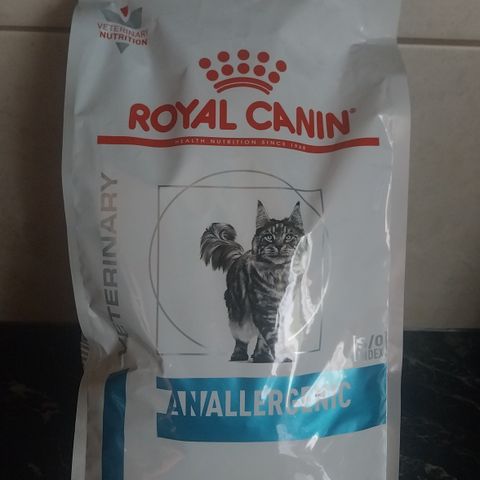 VETERINARY
NUTRITION
ROYAL CANIN®
HEALTH NUTRITION SINCE 1968
VETERINARY
S/O
INDEX
ANALLERGENIC